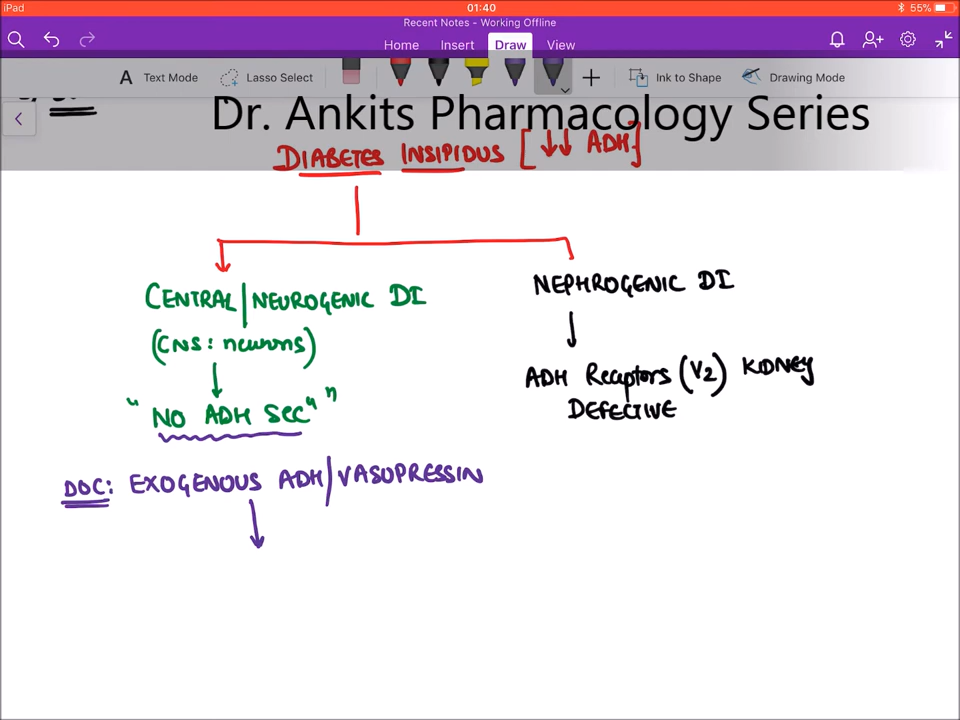 iPad 01:40 55%
Recent Notes - Working Offline
Home Insert Draw View
A Text Mode Lasso Select Ink to Shape Drawing Mode
Dr. Ankits Pharmacology Series
DIABETES INSIPIDUS [↓↓ ADH]
CENTRAL|NEUROGENIC DI
(CNS: neurons)
"NO ADH SECⁿ"
NEPHROGENIC DI
ADH Receptors (V2) KIDNEY
DEFECTIVE
DOC: EXOGENOUS ADH|VASOPRESSIN